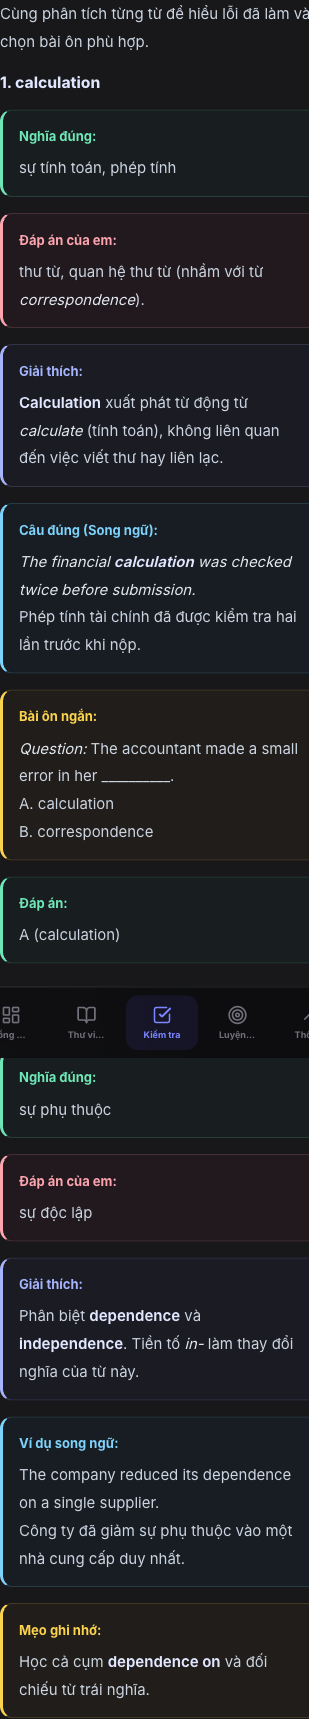 Cùng phân tích từng từ để hiểu lỗi đã làm và
chọn bài ôn phù hợp.
1. calculation
Nghĩa đúng:
sự tính toán, phép tính
Đáp án của em:
thư từ, quan hệ thư từ (nhầm với từ
correspondence).
Giải thích:
Calculation xuất phát từ động từ
calculate (tính toán), không liên quan
đến việc viết thư hay liên lạc.
Câu đúng (Song ngữ):
The financial calculation was checked
twice before submission.
Phép tính tài chính đã được kiểm tra hai
lần trước khi nộp.
Bài ôn ngắn:
Question: The accountant made a small
error in her __________.
A. calculation
B. correspondence
Đáp án:
A (calculation)
ổng ... Thư vi... Kiểm tra Luyện... Thố
Nghĩa đúng:
sự phụ thuộc
Đáp án của em:
sự độc lập
Giải thích:
Phân biệt dependence và
independence. Tiền tố in- làm thay đổi
nghĩa của từ này.
Ví dụ song ngữ:
The company reduced its dependence
on a single supplier.
Công ty đã giảm sự phụ thuộc vào một
nhà cung cấp duy nhất.
Mẹo ghi nhớ:
Học cả cụm dependence on và đối
chiếu từ trái nghĩa.